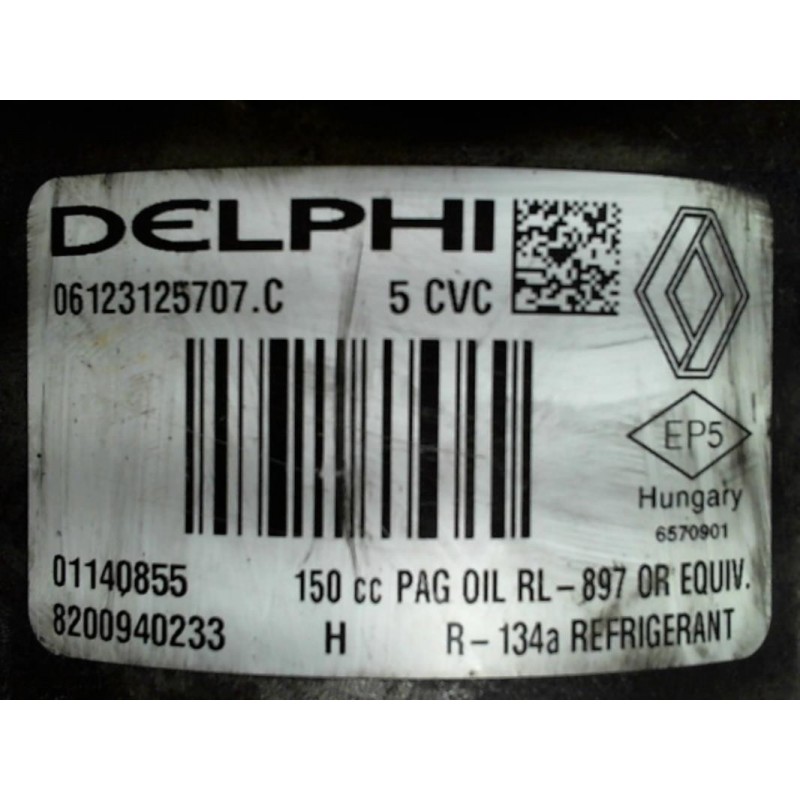 DELPHI
06123125707.C 5 CVC
EP5
Hungary
6570901
01140855 150 cc PAG OIL RL-897 OR EQUIV.
8200940233 H R-134a REFRIGERANT